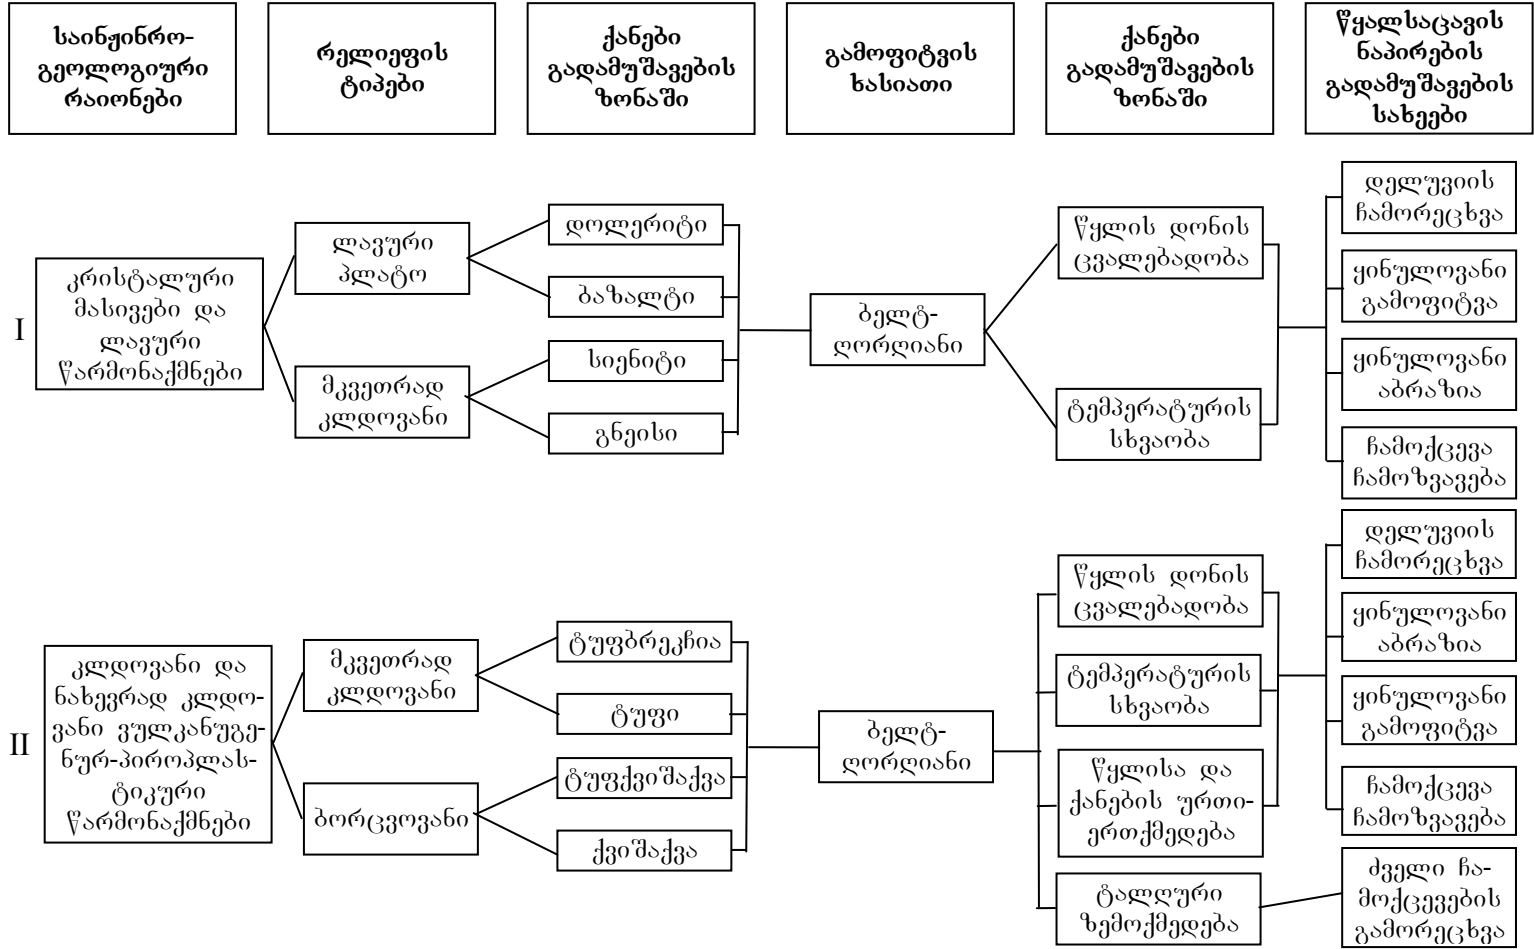 საინჟინრო-
გეოლოგიური
რაიონები
რელიეფის
ტიპები
ქანები
გადამუშავების
ზონაში
გამოფიტვის
ხასიათი
ქანები
გადამუშავების
ზონაში
წყალსაცავის
ნაპირების
გადამუშავების
სახეები
I
კრისტალური
მასივები და
ლავური
წარმონაქმნები
ლავური
პლატო
მკვეთრად
კლდოვანი
დოლერიტი
ბაზალტი
სიენიტი
გნეისი
ბელტ-
ღორღიანი
წყლის დონის
ცვალებადობა
ტემპერატურის
სხვაობა
დელუვიის
ჩამორეცხვა
ყინულოვანი
გამოფიტვა
ყინულოვანი
აბრაზია
ჩამოქცევა
ჩამოზვავება
II
კლდოვანი და
ნახევრად კლდო-
ვანი ვულკანუგე-
ნურ-პიროპლას-
ტიკური
წარმონაქმნები
მკვეთრად
კლდოვანი
ბორცვოვანი
ტუფბრეკჩია
ტუფი
ტუფქვიშაქვა
ქვიშაქვა
ბელტ-
ღორღიანი
წყლის დონის
ცვალებადობა
ტემპერატურის
სხვაობა
წყლისა და
ქანების ურთი-
ერთქმედება
ტალღური
ზემოქმედება
დელუვიის
ჩამორეცხვა
ყინულოვანი
აბრაზია
ყინულოვანი
გამოფიტვა
ჩამოქცევა
ჩამოზვავება
ძველი ჩა-
მოქცევების
გამორეცხვა